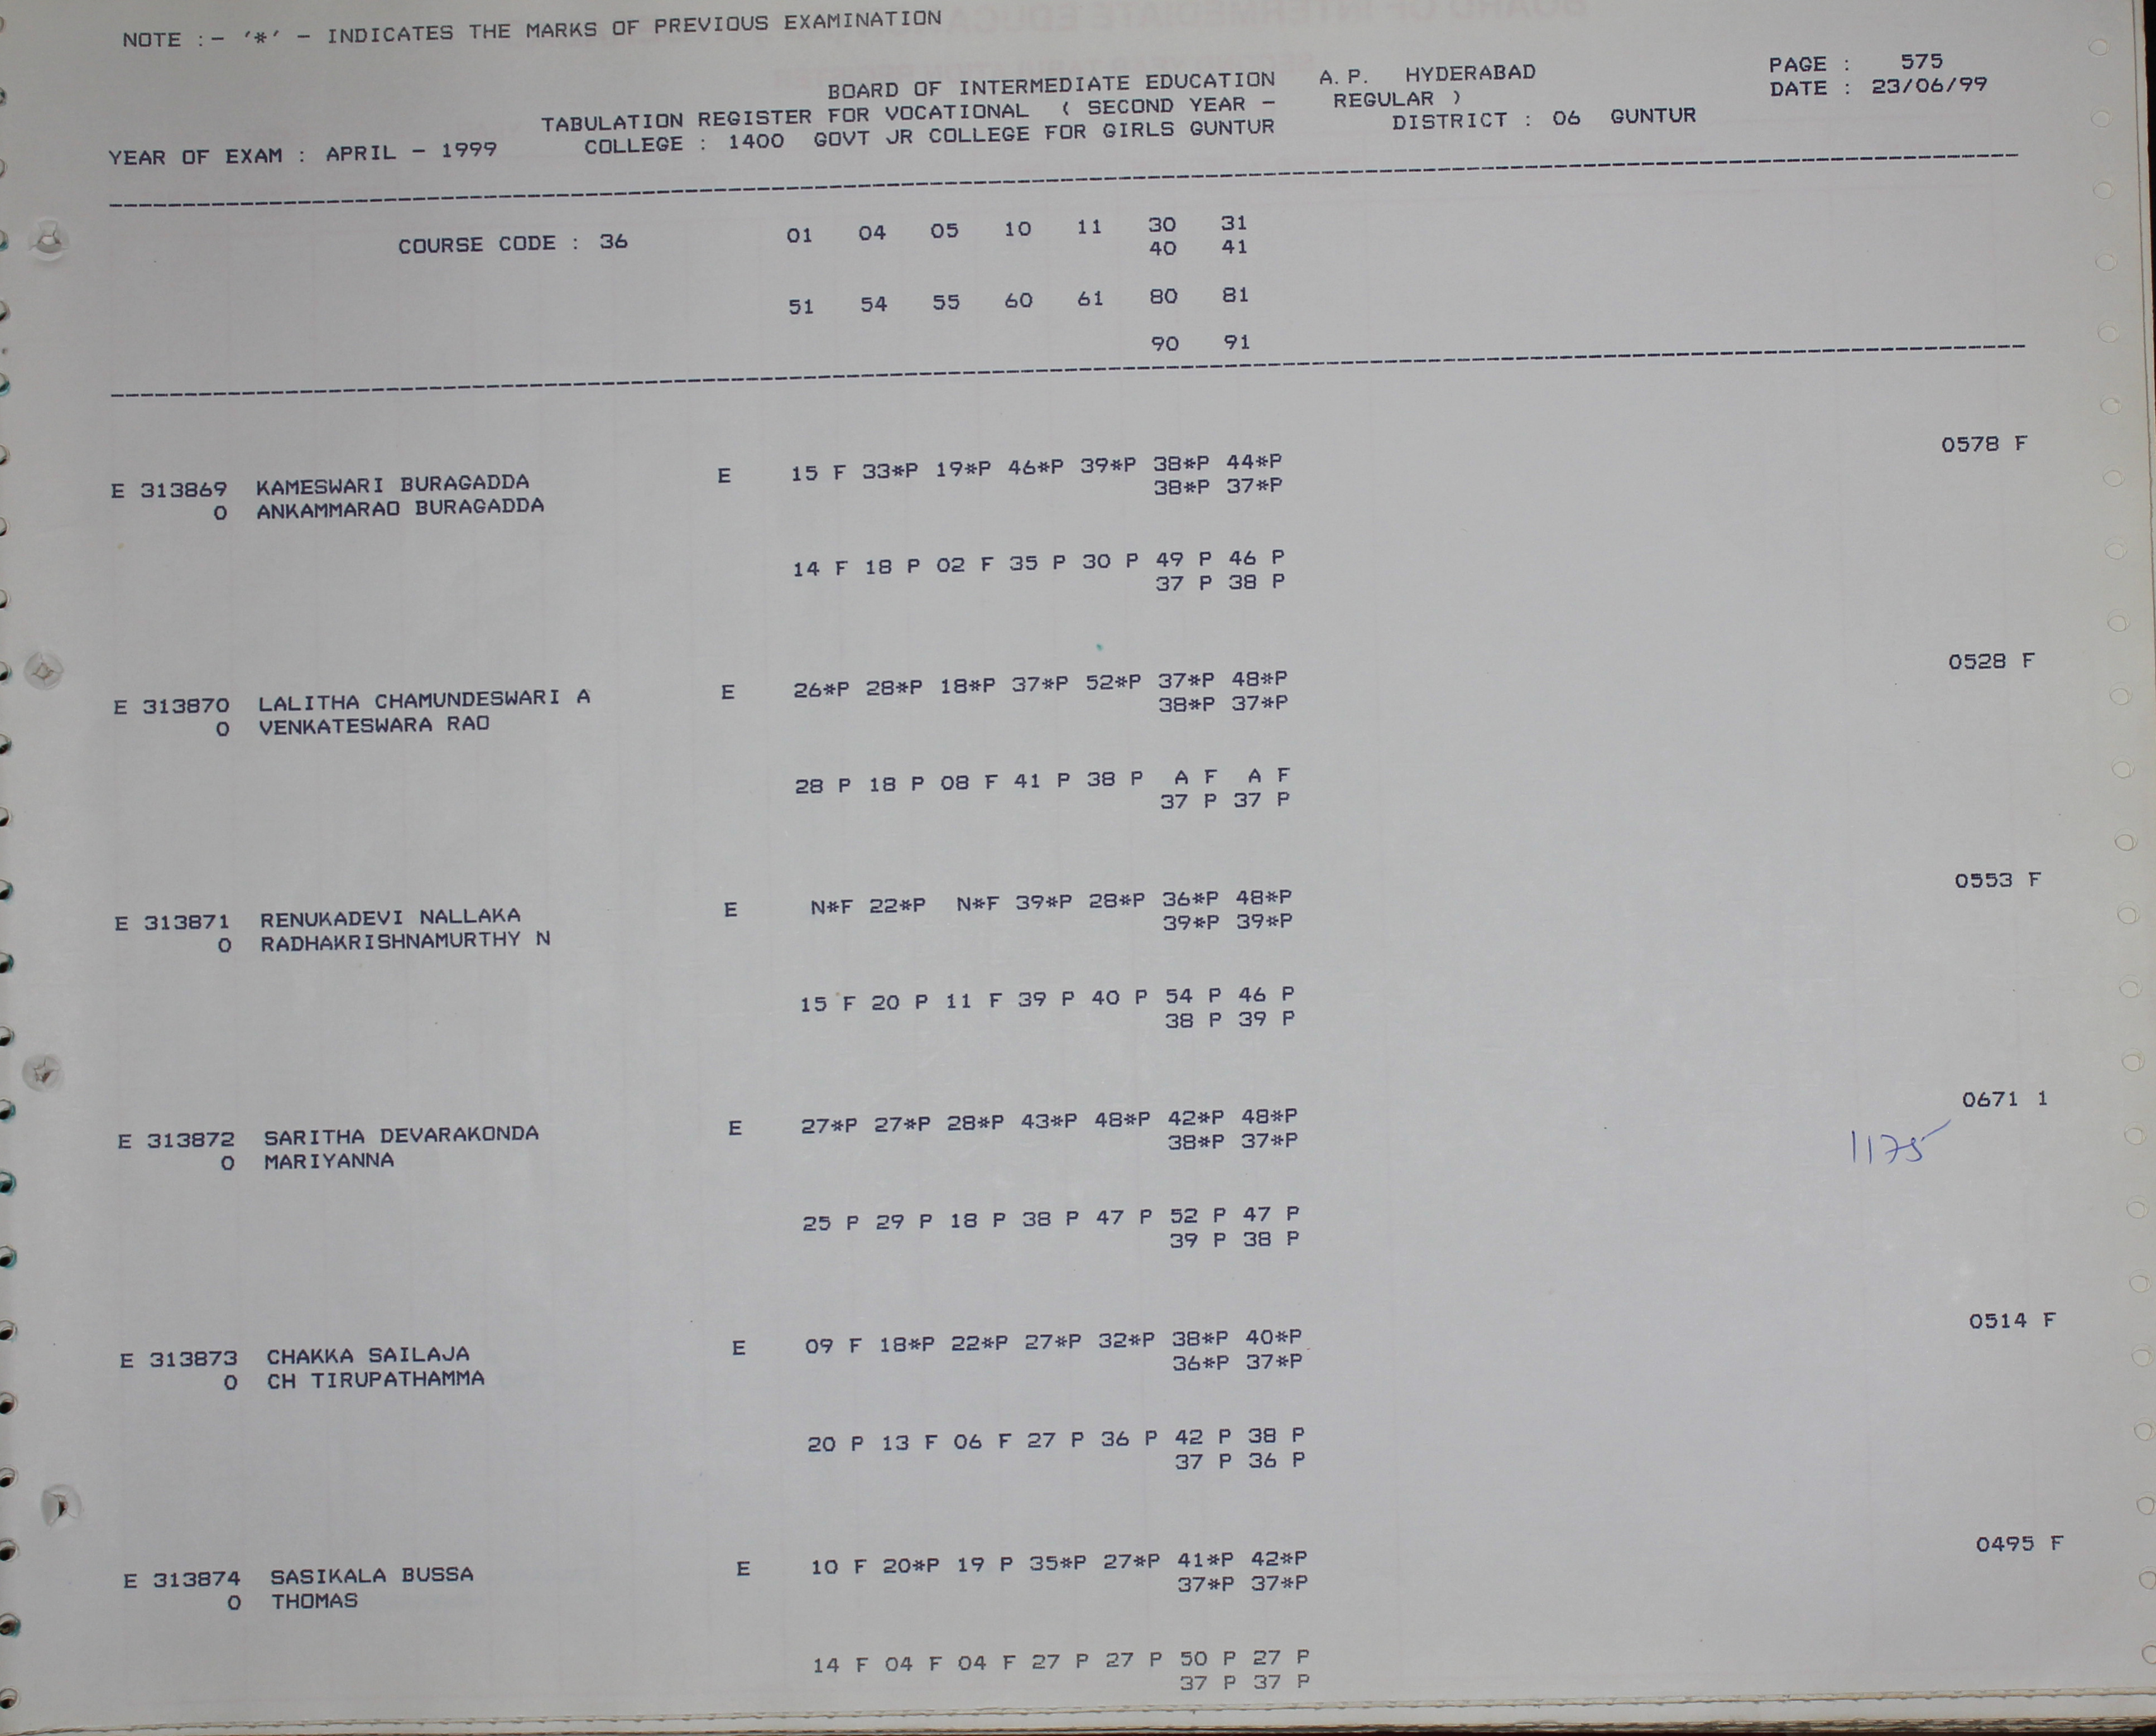 NOTE :- '*' - INDICATES THE MARKS OF PREVIOUS EXAMINATION
BOARD OF INTERMEDIATE EDUCATION A.P. HYDERABAD PAGE : 575
TABULATION REGISTER FOR VOCATIONAL ( SECOND YEAR - REGULAR ) DATE : 23/06/99
YEAR OF EXAM : APRIL - 1999 COLLEGE : 1400 GOVT JR COLLEGE FOR GIRLS GUNTUR DISTRICT : 06 GUNTUR
COURSE CODE : 36 01 04 05 10 11 30 31
40 41
51 54 55 60 61 80 81
90 91
E 313869 KAMESWARI BURAGADDA E 15 F 33*P 19*P 46*P 39*P 38*P 44*P 0578 F
0 ANKAMMARAO BURAGADDA 38*P 37*P
14 F 18 P 02 F 35 P 30 P 49 P 46 P
37 P 38 P
E 313870 LALITHA CHAMUNDESWARI A E 26*P 28*P 18*P 37*P 52*P 37*P 48*P 0528 F
0 VENKATESWARA RAO 38*P 37*P
28 P 18 P 08 F 41 P 38 P A F A F
37 P 37 P
E 313871 RENUKADEVI NALLAKA E N*F 22*P N*F 39*P 28*P 36*P 48*P 0553 F
0 RADHAKRISHNAMURTHY N 39*P 39*P
15 F 20 P 11 F 39 P 40 P 54 P 46 P
38 P 39 P
E 313872 SARITHA DEVARAKONDA E 27*P 27*P 28*P 43*P 48*P 42*P 48*P 0671 1
0 MARIYANNA 38*P 37*P 1175
25 P 29 P 18 P 38 P 47 P 52 P 47 P
39 P 38 P
E 313873 CHAKKA SAILAJA E 09 F 18*P 22*P 27*P 32*P 38*P 40*P 0514 F
0 CH TIRUPATHAMMA 36*P 37*P
20 P 13 F 06 F 27 P 36 P 42 P 38 P
37 P 36 P
E 313874 SASIKALA BUSSA E 10 F 20*P 19 P 35*P 27*P 41*P 42*P 0495 F
0 THOMAS 37*P 37*P
14 F 04 F 04 F 27 P 27 P 50 P 27 P
37 P 37 P